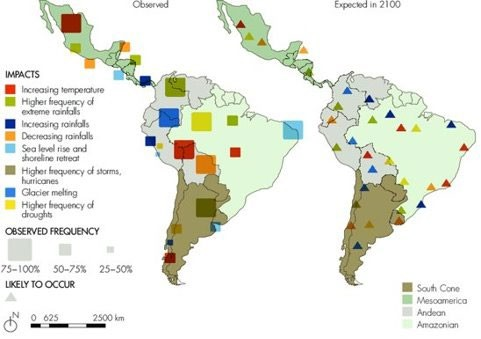 Observed
Expected in 2100
IMPACTS
Increasing temperature
Higher frequency of
extreme rainfalls
Increasing rainfalls
Decreasing rainfalls
Sea level rise and
shoreline retreat
Higher frequency of storms,
hurricanes
Glacier melting
Higher frequency of
droughts
OBSERVED FREQUENCY
75–100% 50–75% 25–50%
LIKELY TO OCCUR
N
0 625 2500 km
South Cone
Mesoamerica
Andean
Amazonian